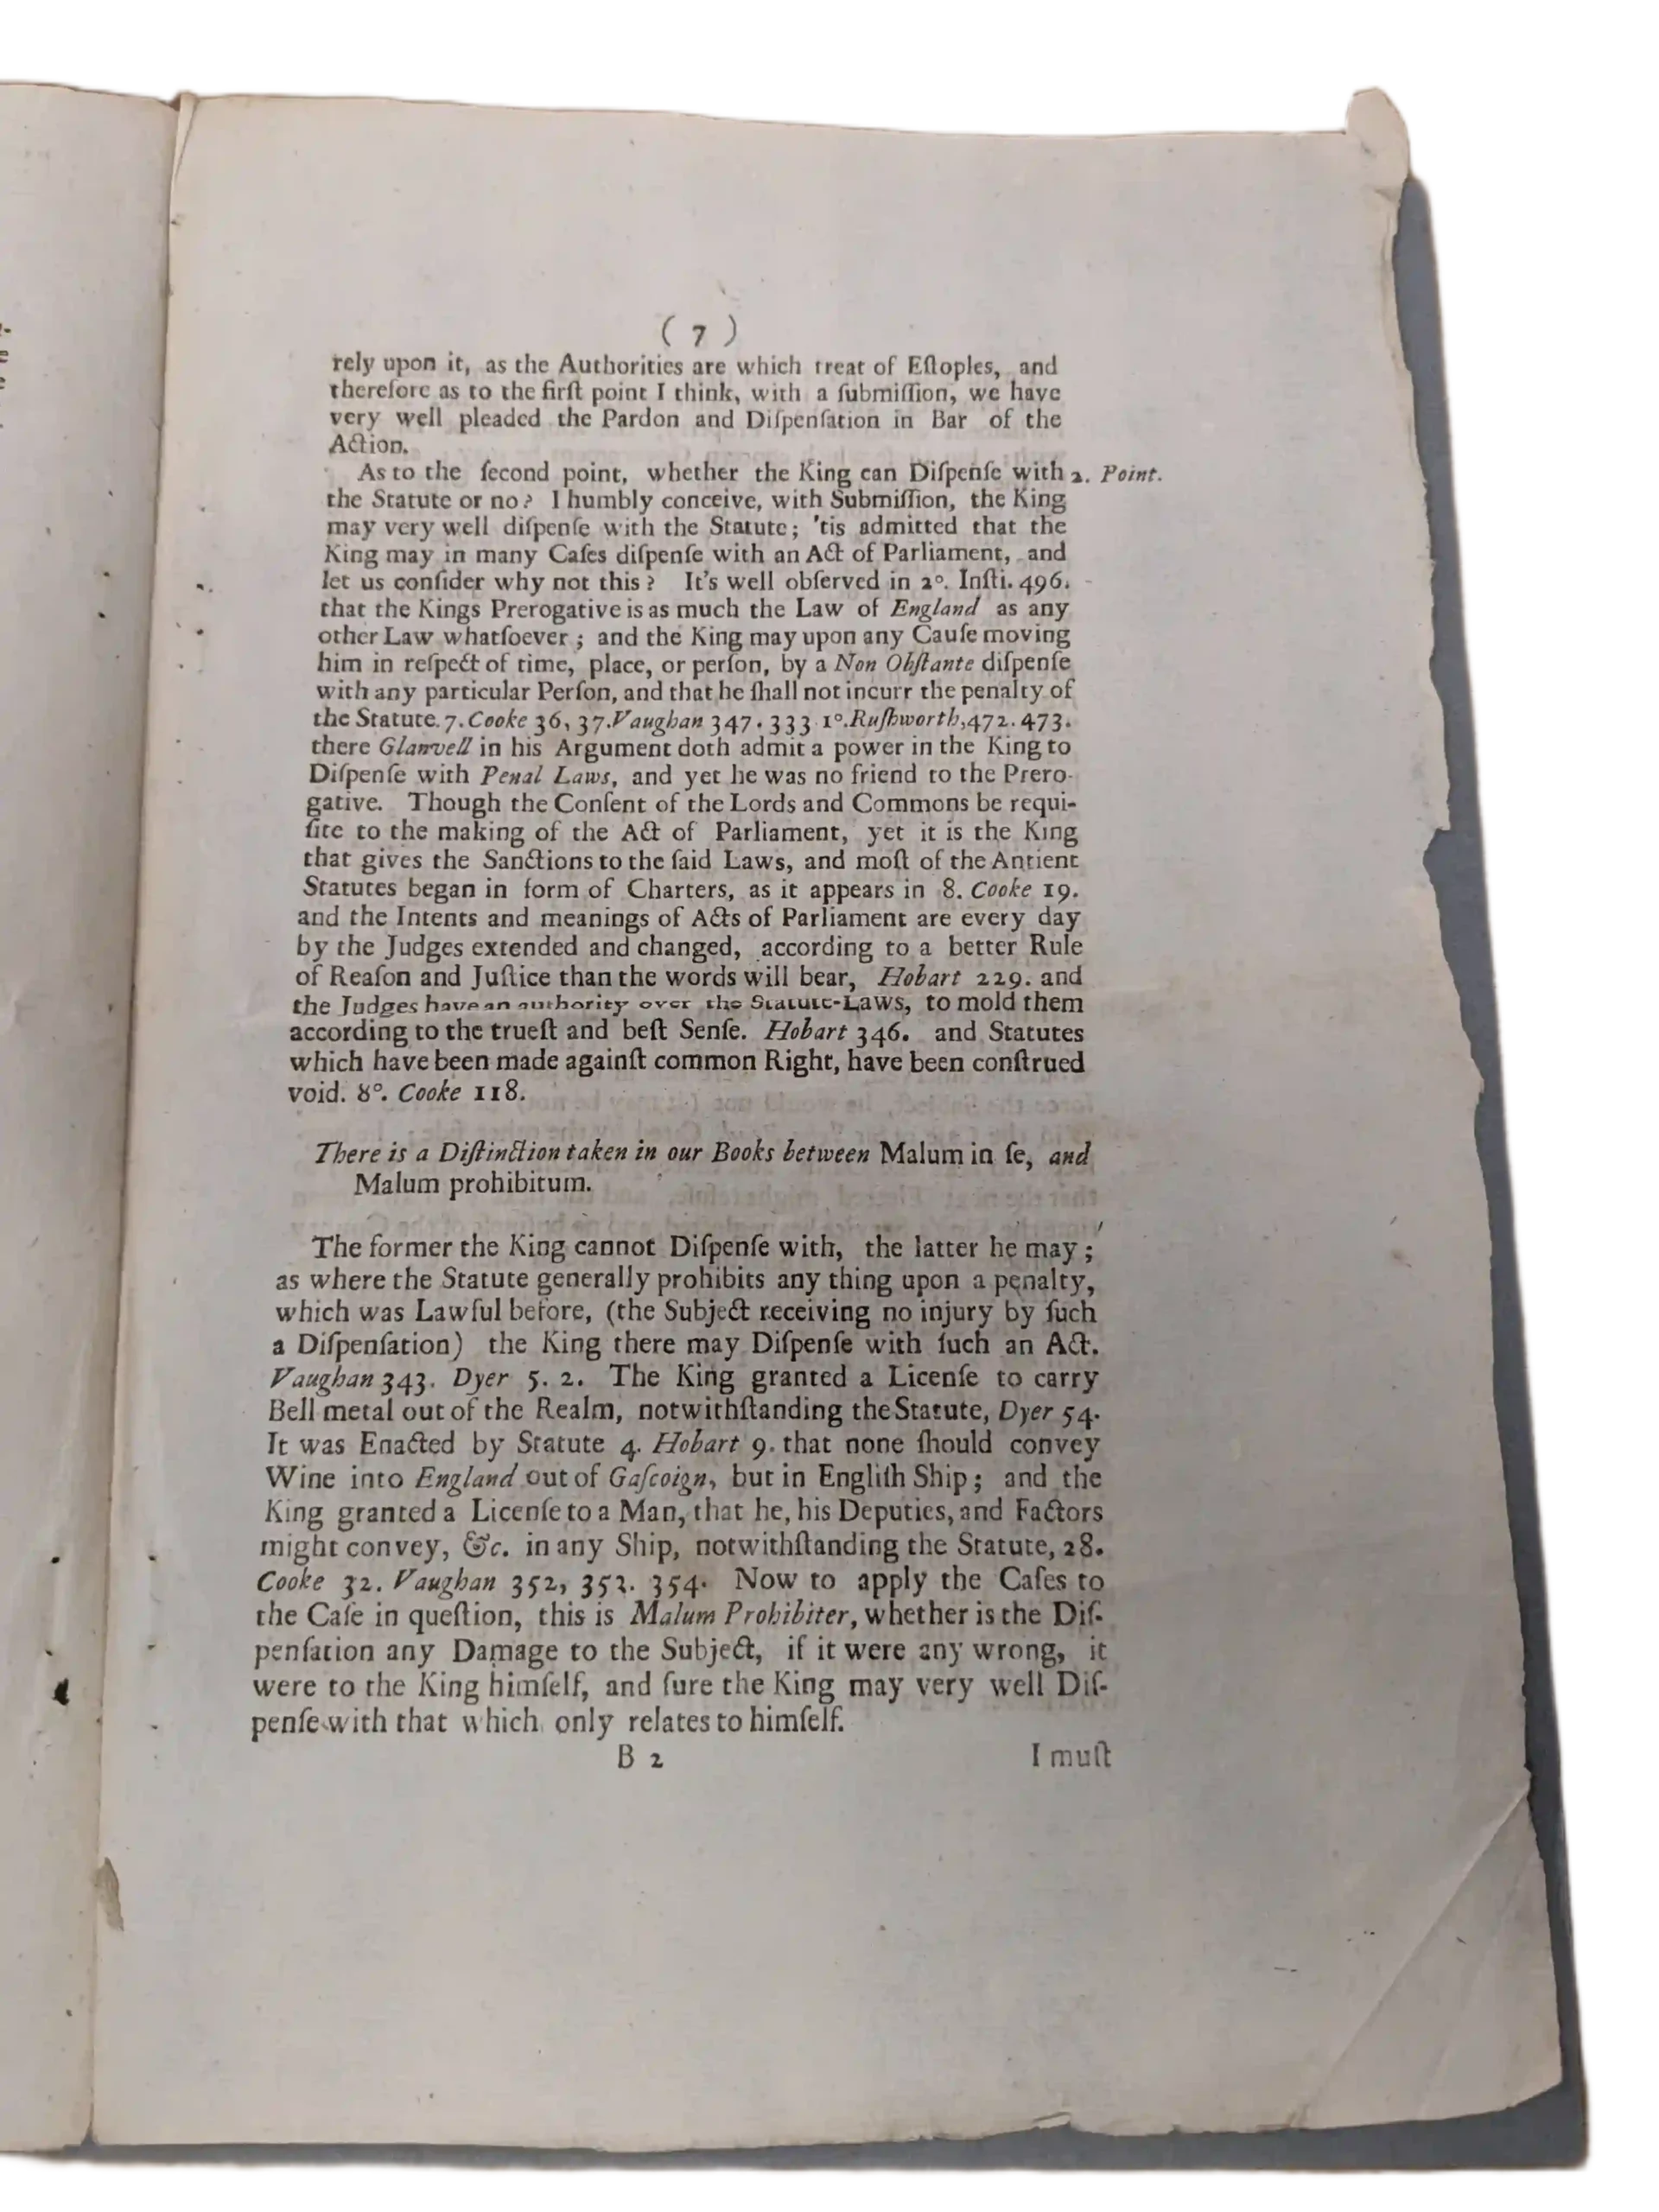 ( 7 )
rely upon it, as the Authorities are which treat of Eſtoples, and
therefore as to the firſt point I think, with a ſubmiſſion, we have
very well pleaded the Pardon and Diſpenſation in Bar of the
Action.
As to the ſecond point, whether the King can Diſpenſe with 2. Point.
the Statute or no? I humbly conceive, with Submiſſion, the King
may very well diſpenſe with the Statute; 'tis admitted that the
King may in many Caſes diſpenſe with an Act of Parliament, and
let us conſider why not this? It's well obſerved in 2°. Inſti. 496.
that the Kings Prerogative is as much the Law of England as any
other Law whatſoever; and the King may upon any Cauſe moving
him in reſpect of time, place, or perſon, by a Non Obſtante diſpenſe
with any particular Perſon, and that he ſhall not incurr the penalty of
the Statute. 7. Cooke 36, 37. Vaughan 347. 333 1°. Ruſhworth, 472. 473.
there Glanvell in his Argument doth admit a power in the King to
Diſpenſe with Penal Laws, and yet he was no friend to the Prero-
gative. Though the Conſent of the Lords and Commons be requi-
ſite to the making of the Act of Parliament, yet it is the King
that gives the Sanctions to the ſaid Laws, and moſt of the Antient
Statutes began in form of Charters, as it appears in 8. Cooke 19.
and the Intents and meanings of Acts of Parliament are every day
by the Judges extended and changed, according to a better Rule
of Reaſon and Juſtice than the words will bear, Hobart 229. and
the Judges have an authority over the Statute-Laws, to mold them
according to the trueſt and beſt Senſe. Hobart 346. and Statutes
which have been made againſt common Right, have been conſtrued
void. 8°. Cooke 118.
There is a Diſtinction taken in our Books between Malum in ſe, and
Malum prohibitum.
The former the King cannot Diſpenſe with, the latter he may;
as where the Statute generally prohibits any thing upon a penalty,
which was Lawful before, (the Subject receiving no injury by ſuch
a Diſpenſation) the King there may Diſpenſe with ſuch an Act.
Vaughan 343. Dyer 5. 2. The King granted a Licenſe to carry
Bell metal out of the Realm, notwithſtanding the Statute, Dyer 54.
It was Enacted by Statute 4. Hobart 9. that none ſhould convey
Wine into England out of Gaſcoign, but in Engliſh Ship; and the
King granted a Licenſe to a Man, that he, his Deputies, and Factors
might convey, &c. in any Ship, notwithſtanding the Statute, 28.
Cooke 32. Vaughan 352, 353. 354. Now to apply the Caſes to
the Caſe in queſtion, this is Malum Prohibiter, whether is the Diſ-
penſation any Damage to the Subject, if it were any wrong, it
were to the King himſelf, and ſure the King may very well Diſ-
penſe with that which only relates to himſelf.
B 2 I muſt